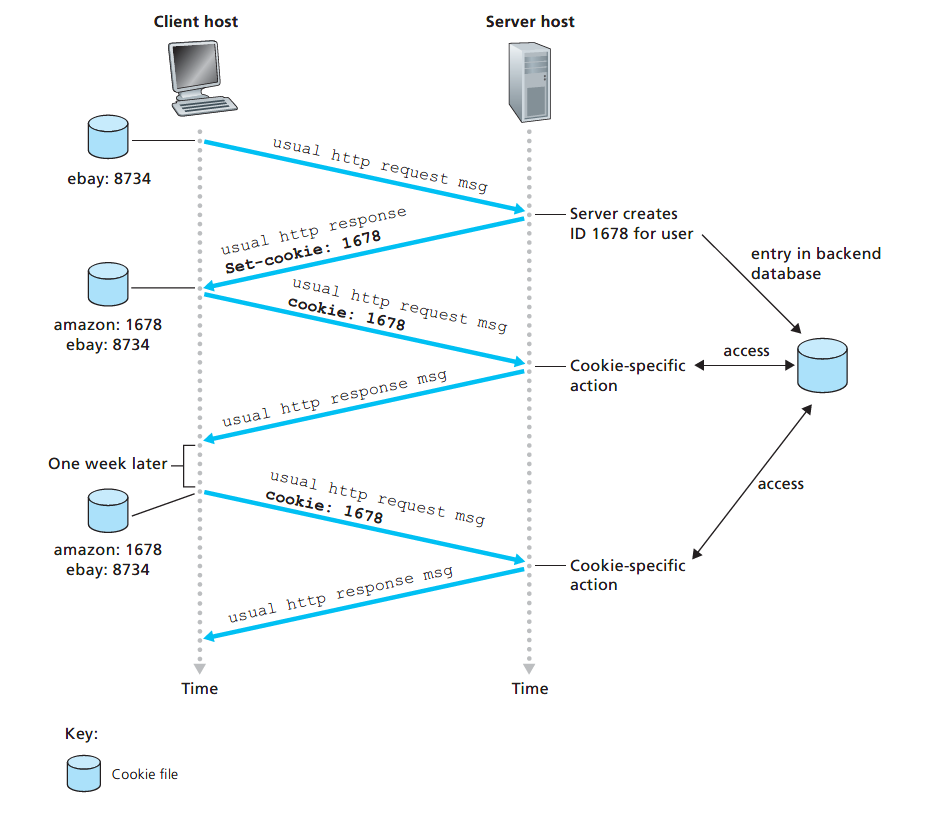 Client host
Server host
ebay: 8734
usual http request msg
Server creates
ID 1678 for user
entry in backend
database
usual http response
Set-cookie: 1678
amazon: 1678
ebay: 8734
usual http request msg
cookie: 1678
access
Cookie-specific
action
usual http response msg
One week later
usual http request msg
cookie: 1678
access
amazon: 1678
ebay: 8734
Cookie-specific
action
usual http response msg
Time
Time
Key:
Cookie file